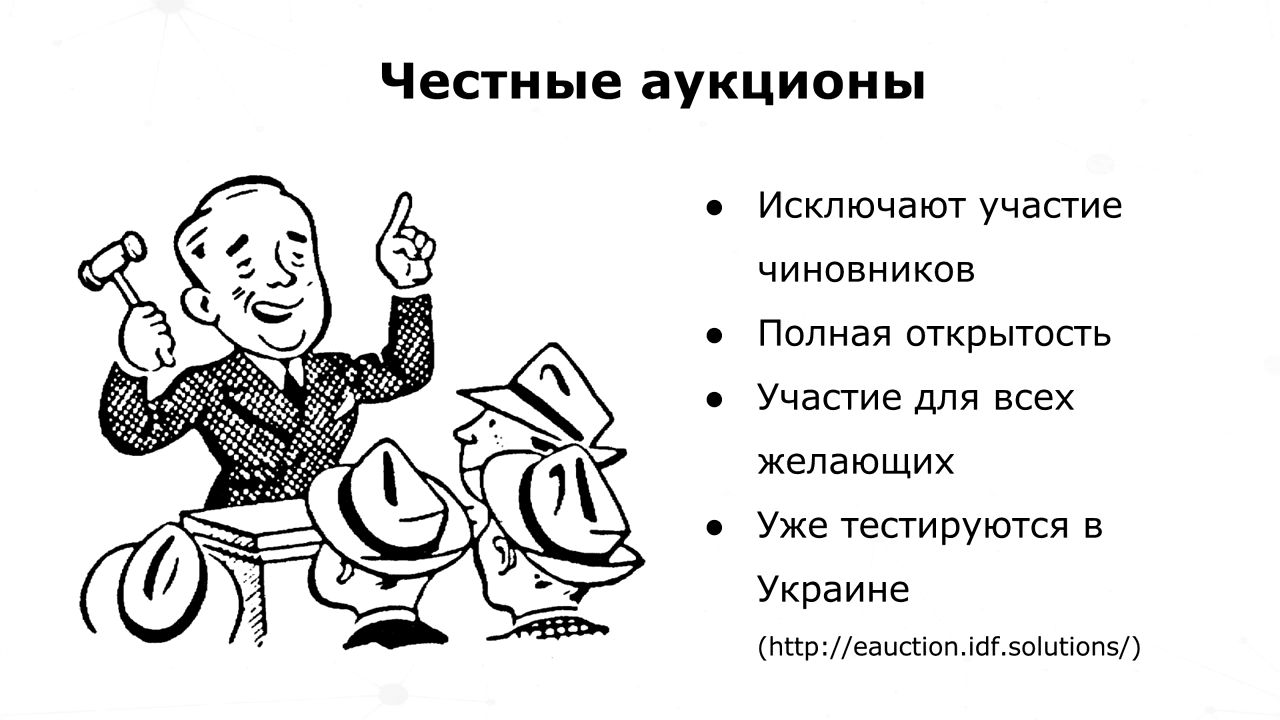 Честные аукционы
● Исключают участие
чиновников
● Полная открытость
● Участие для всех
желающих
● Уже тестируются в
Украине
(http://eauction.idf.solutions/)